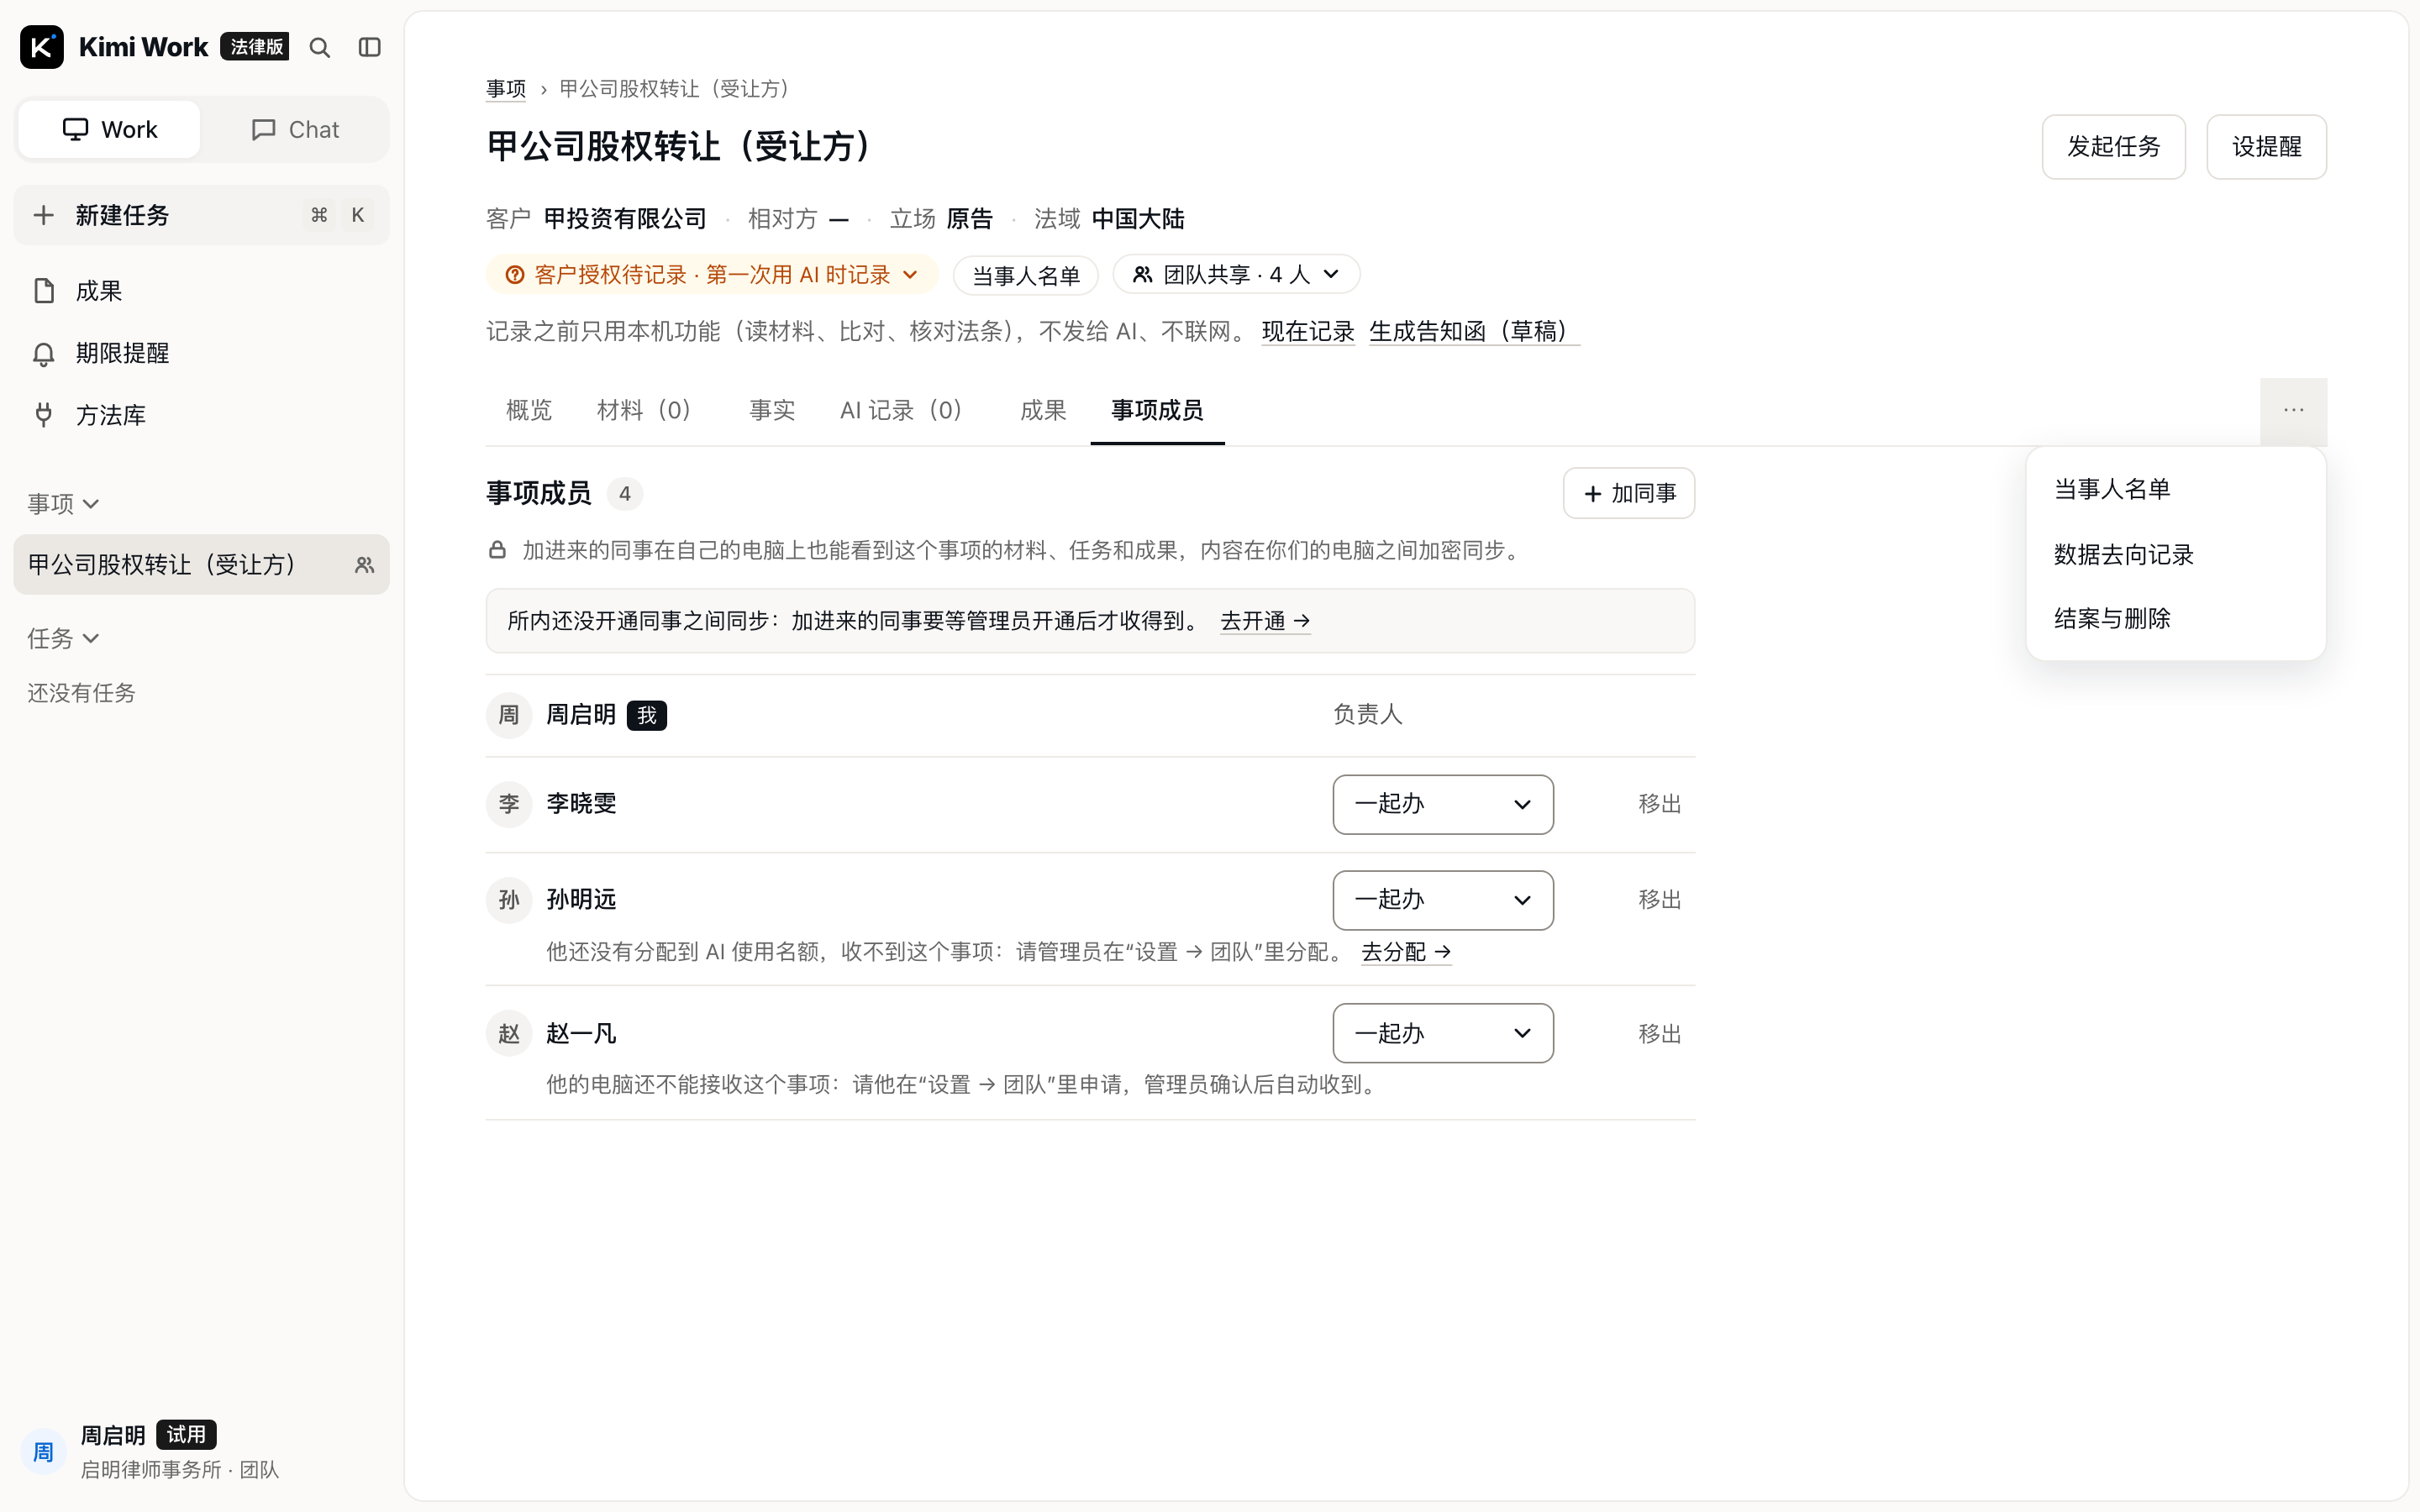 Kimi Work 法律版
Work
Chat
新建任务 ⌘ K
成果
期限提醒
方法库
事项
甲公司股权转让（受让方）
任务
还没有任务
周 周启明 试用
启明律师事务所 · 团队
事项 › 甲公司股权转让（受让方）
甲公司股权转让（受让方）
发起任务 设提醒
客户 甲投资有限公司 · 相对方 — · 立场 原告 · 法域 中国大陆
客户授权待记录 · 第一次用 AI 时记录 当事人名单 团队共享 · 4 人
记录之前只用本机功能（读材料、比对、核对法条），不发给 AI、不联网。 现在记录 生成告知函（草稿）
概览 材料（0） 事实 AI 记录（0） 成果 事项成员 ···
当事人名单
数据去向记录
结案与删除
事项成员 4 + 加同事
加进来的同事在自己的电脑上也能看到这个事项的材料、任务和成果，内容在你们的电脑之间加密同步。
所内还没开通同事之间同步：加进来的同事要等管理员开通后才收得到。 去开通 →
周 周启明 我 负责人
李 李晓雯 一起办 移出
孙 孙明远 一起办 移出
他还没有分配到 AI 使用名额，收不到这个事项：请管理员在“设置 → 团队”里分配。 去分配 →
赵 赵一凡 一起办 移出
他的电脑还不能接收这个事项：请他在“设置 → 团队”里申请，管理员确认后自动收到。